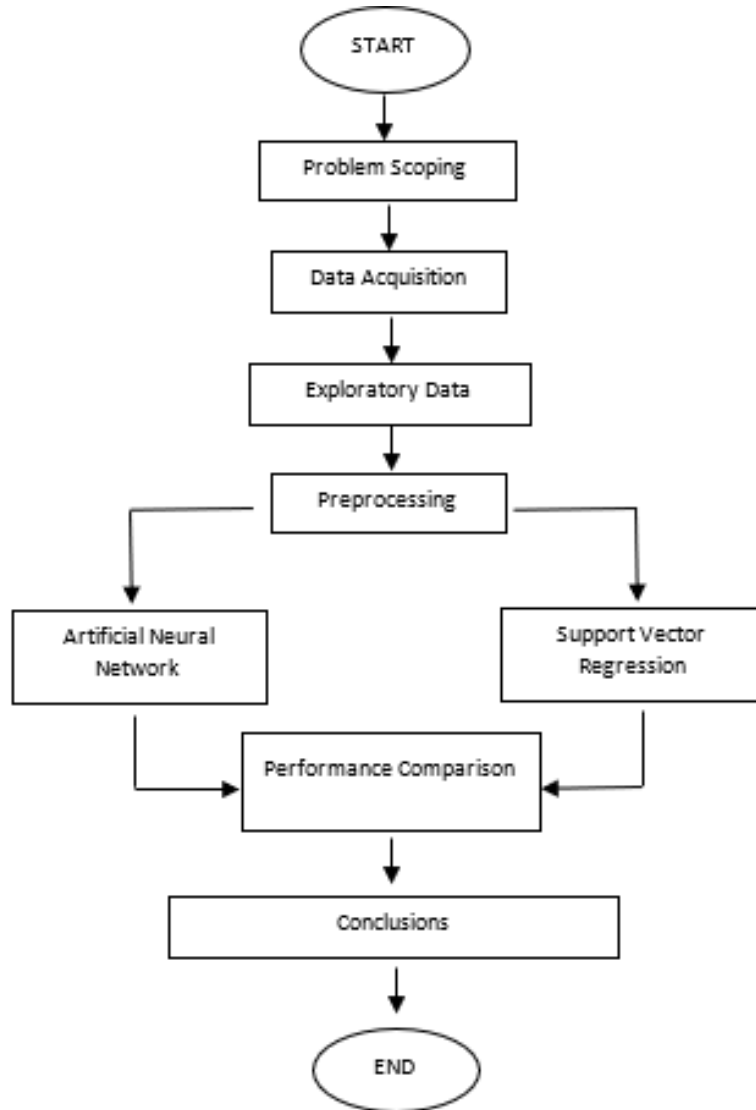 START
Problem Scoping
Data Acquisition
Exploratory Data
Preprocessing
Artificial Neural
Network
Support Vector
Regression
Performance Comparison
Conclusions
END